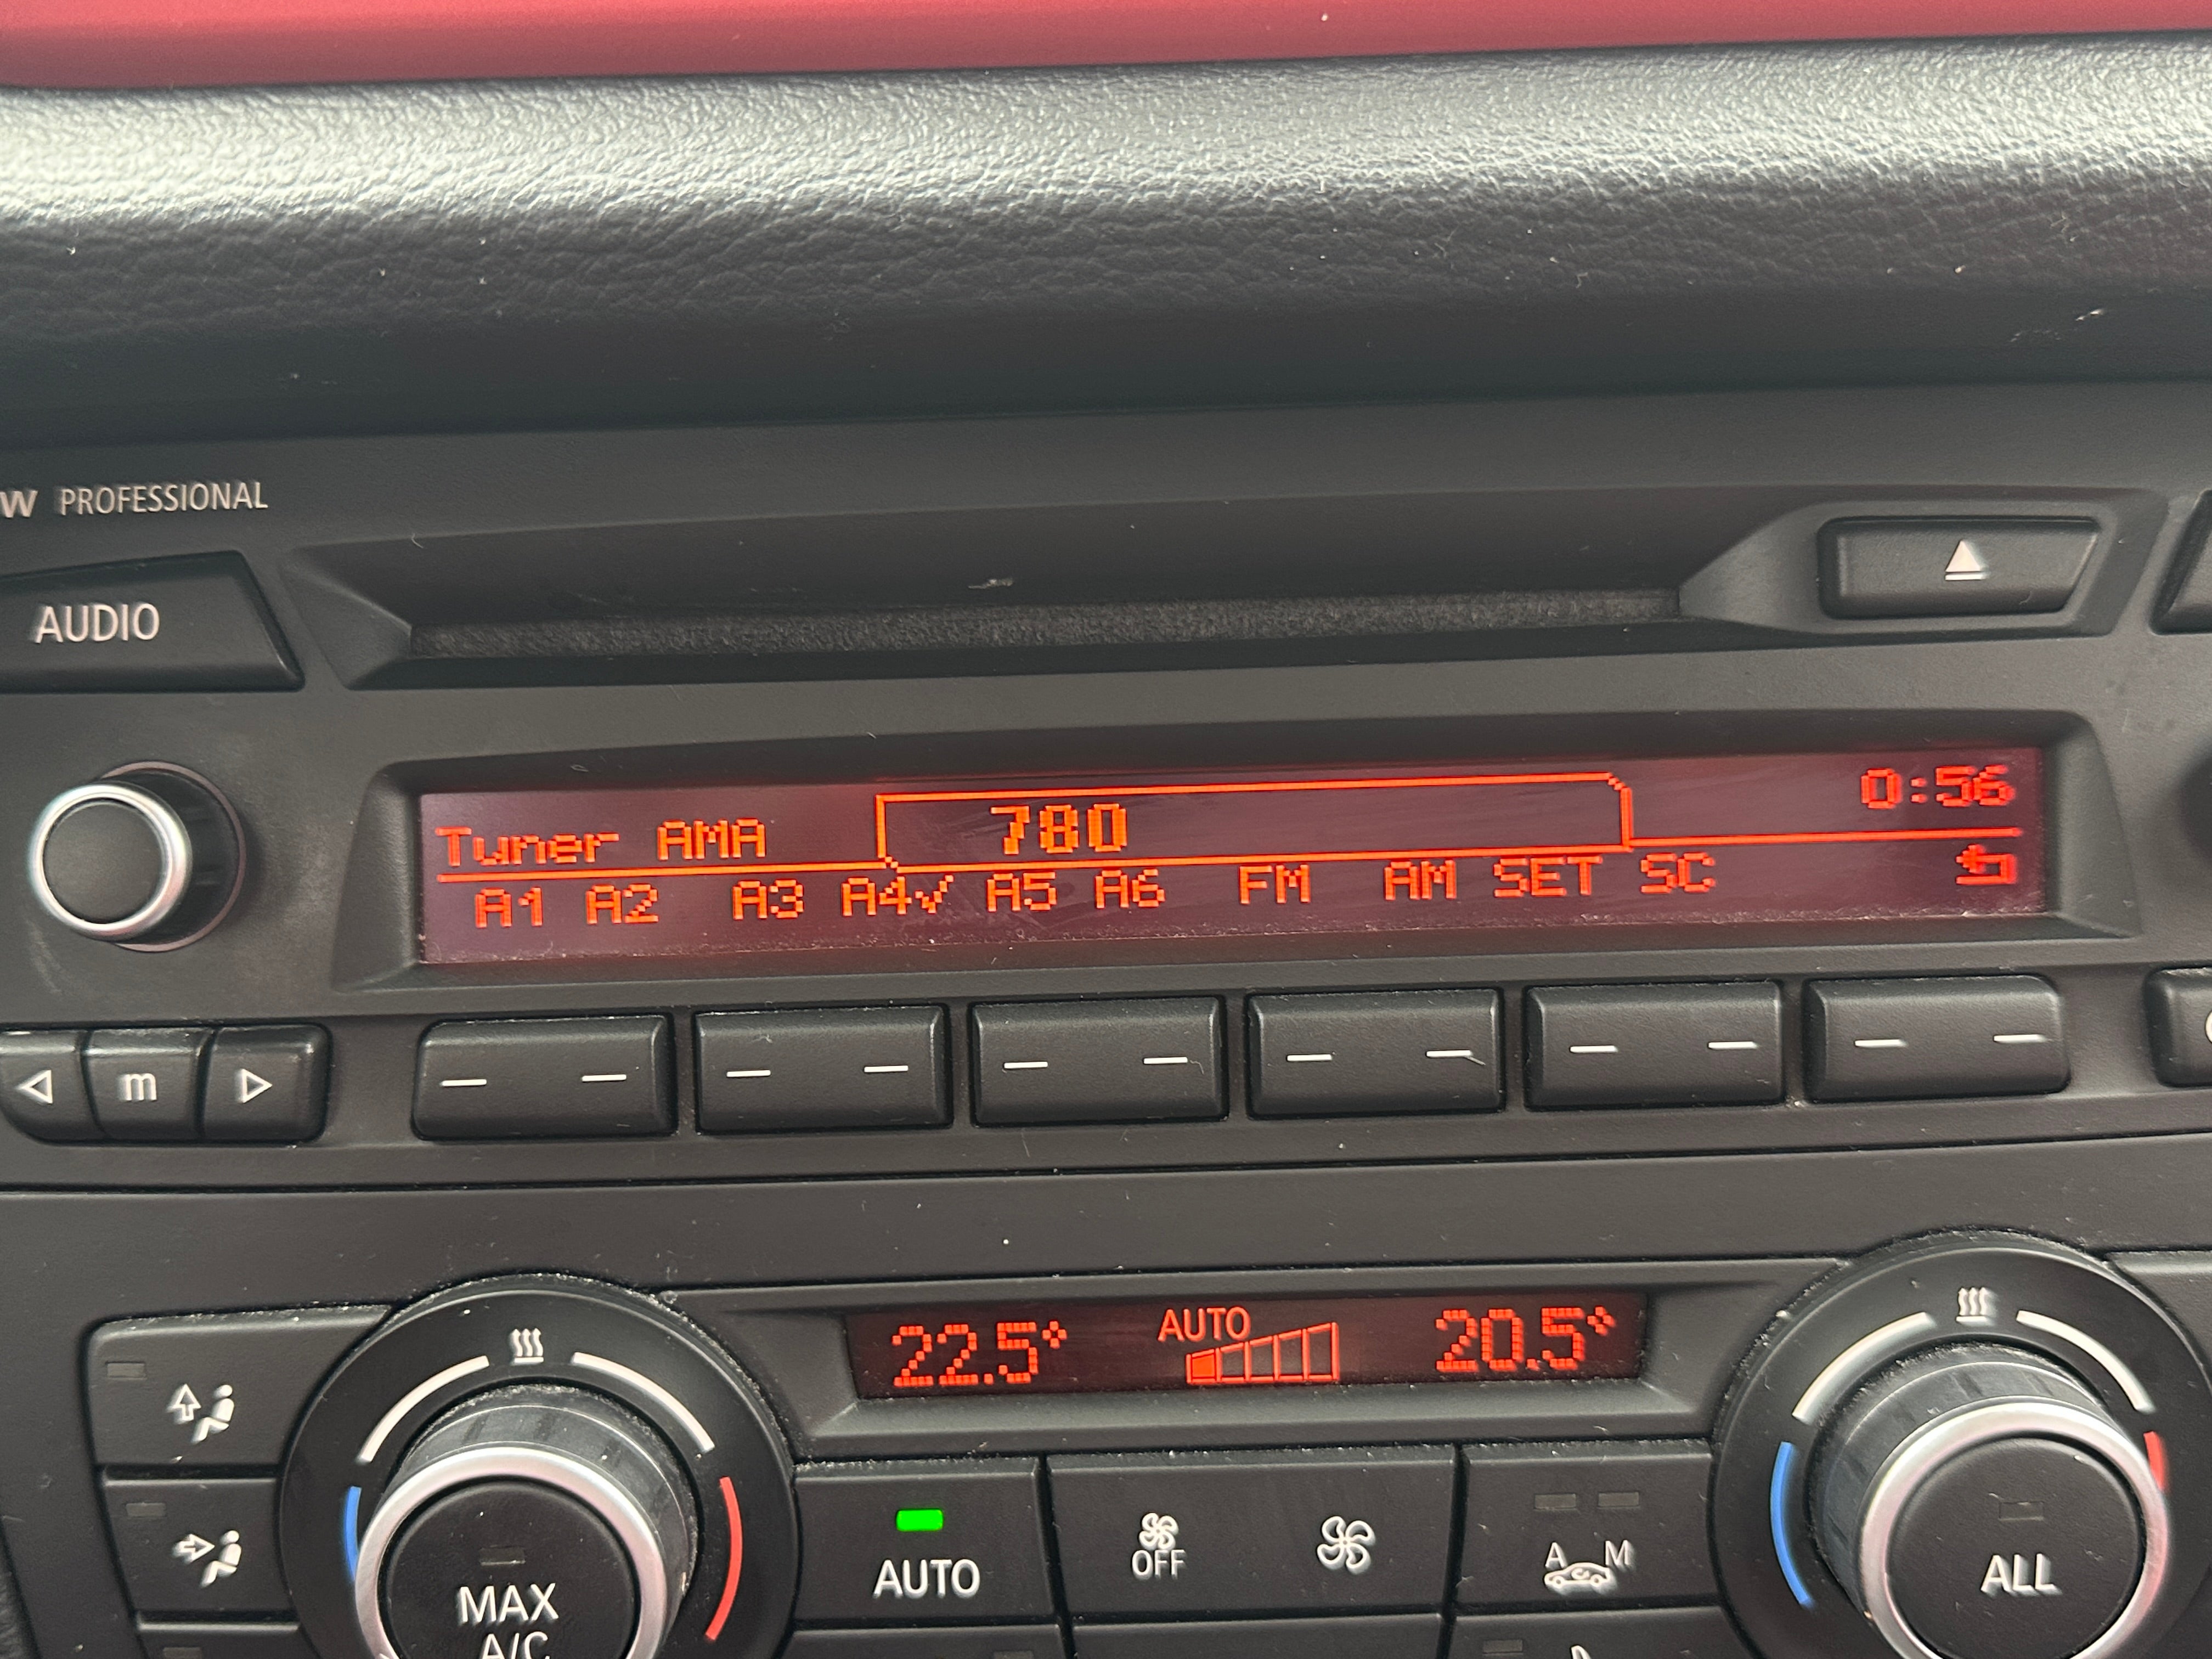 W PROFESSIONAL
AUDIO
0:56
Tuner AMA 780
A1 A2 A3 A4√ A5 A6 FM AM SET SC
m
22.5° AUTO 20.5°
AUTO
OFF
A M
MAX
A/C
ALL